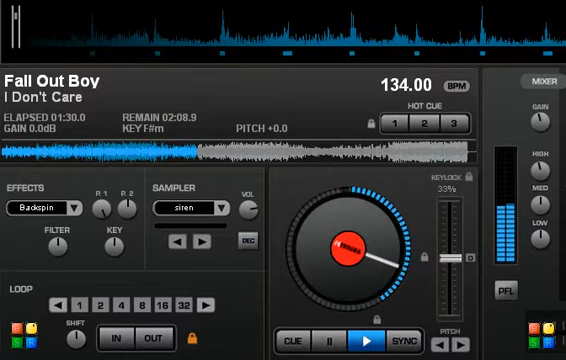 Fall Out Boy
I Don't Care
134.00 BPM
MIXER
ELAPSED 01:30.0 REMAIN 02:08.9
GAIN 0.0dB KEY F#m PITCH +0.0
HOT CUE
1 2 3
GAIN
KEYLOCK
33%
HIGH
MED
LOW
EFFECTS P. 1 P. 2
Backspin
FILTER KEY
SAMPLER VOL
siren
REC
0
LOOP
1 2 4 8 16 32
SHIFT
IN OUT
CUE SYNC
PITCH
PFL
S R
S R